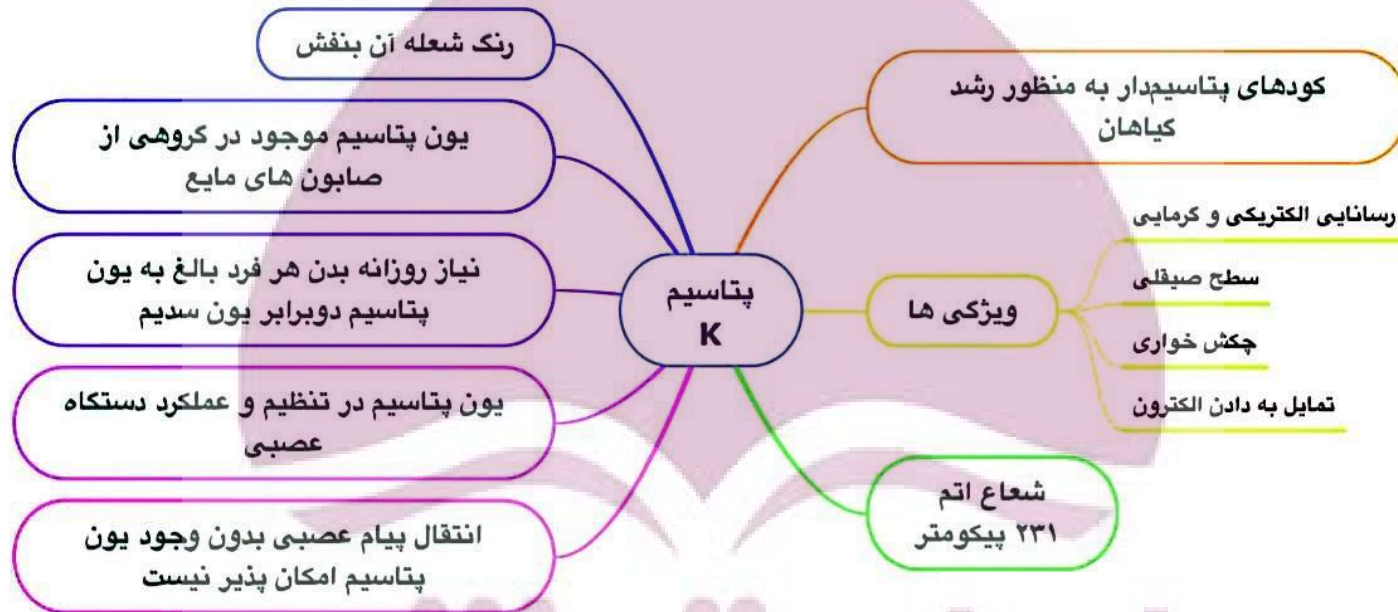 رنگ شعله آن بنفش
یون پتاسیم موجود در گروهی از
صابون های مایع
نیاز روزانه بدن هر فرد بالغ به یون
پتاسیم دوبرابر یون سدیم
یون پتاسیم در تنظیم و عملکرد دستگاه
عصبی
انتقال پیام عصبی بدون وجود یون
پتاسیم امکان پذیر نیست
پتاسیم
K
کودهای پتاسیم‌دار به منظور رشد
گیاهان
ویژگی ها
رسانایی الکتریکی و گرمایی
سطح صیقلی
چکش خواری
تمایل به دادن الکترون
شعاع اتم
۲۳۱ پیکومتر